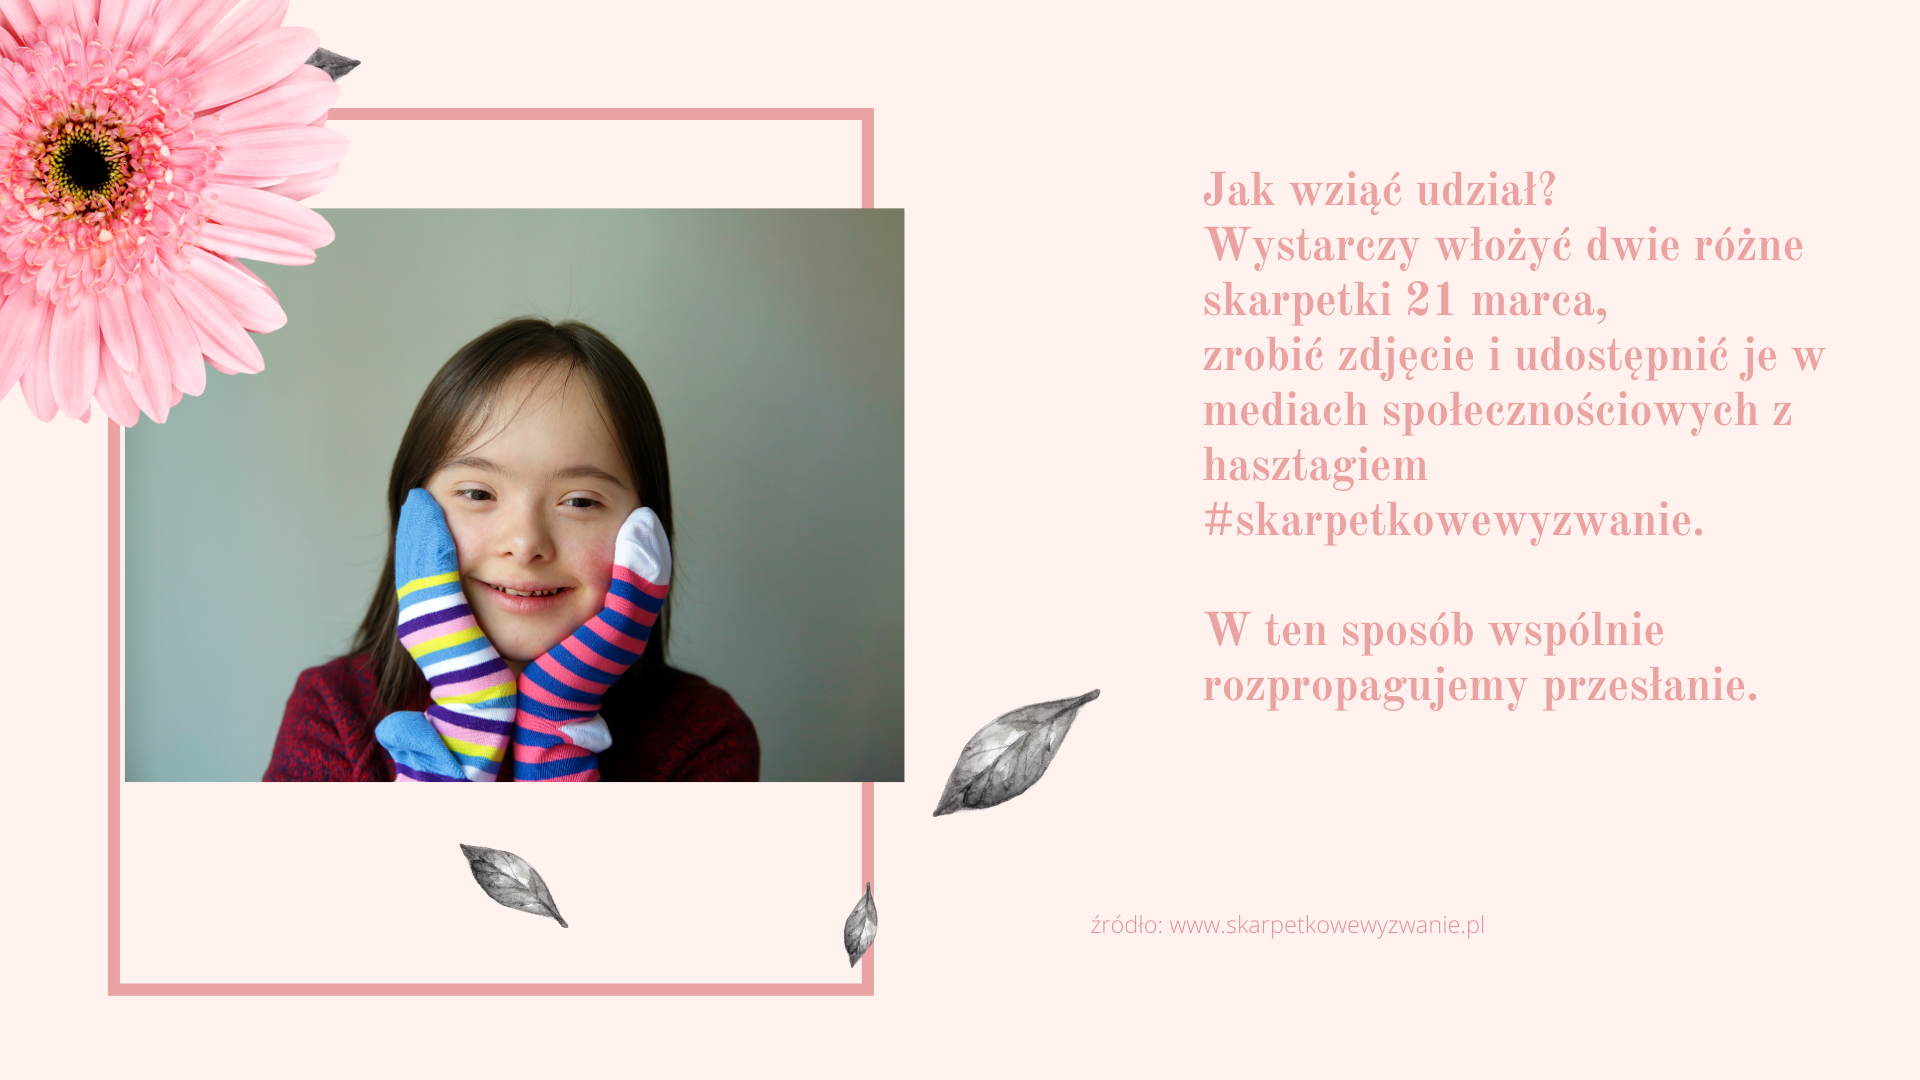 Jak wziąć udział?
Wystarczy włożyć dwie różne
skarpetki 21 marca,
zrobić zdjęcie i udostępnić je w
mediach społecznościowych z
hasztagiem
#skarpetkowewyzwanie.
W ten sposób wspólnie
rozpropagujemy przesłanie.
źródło: www.skarpetkowewyzwanie.pl